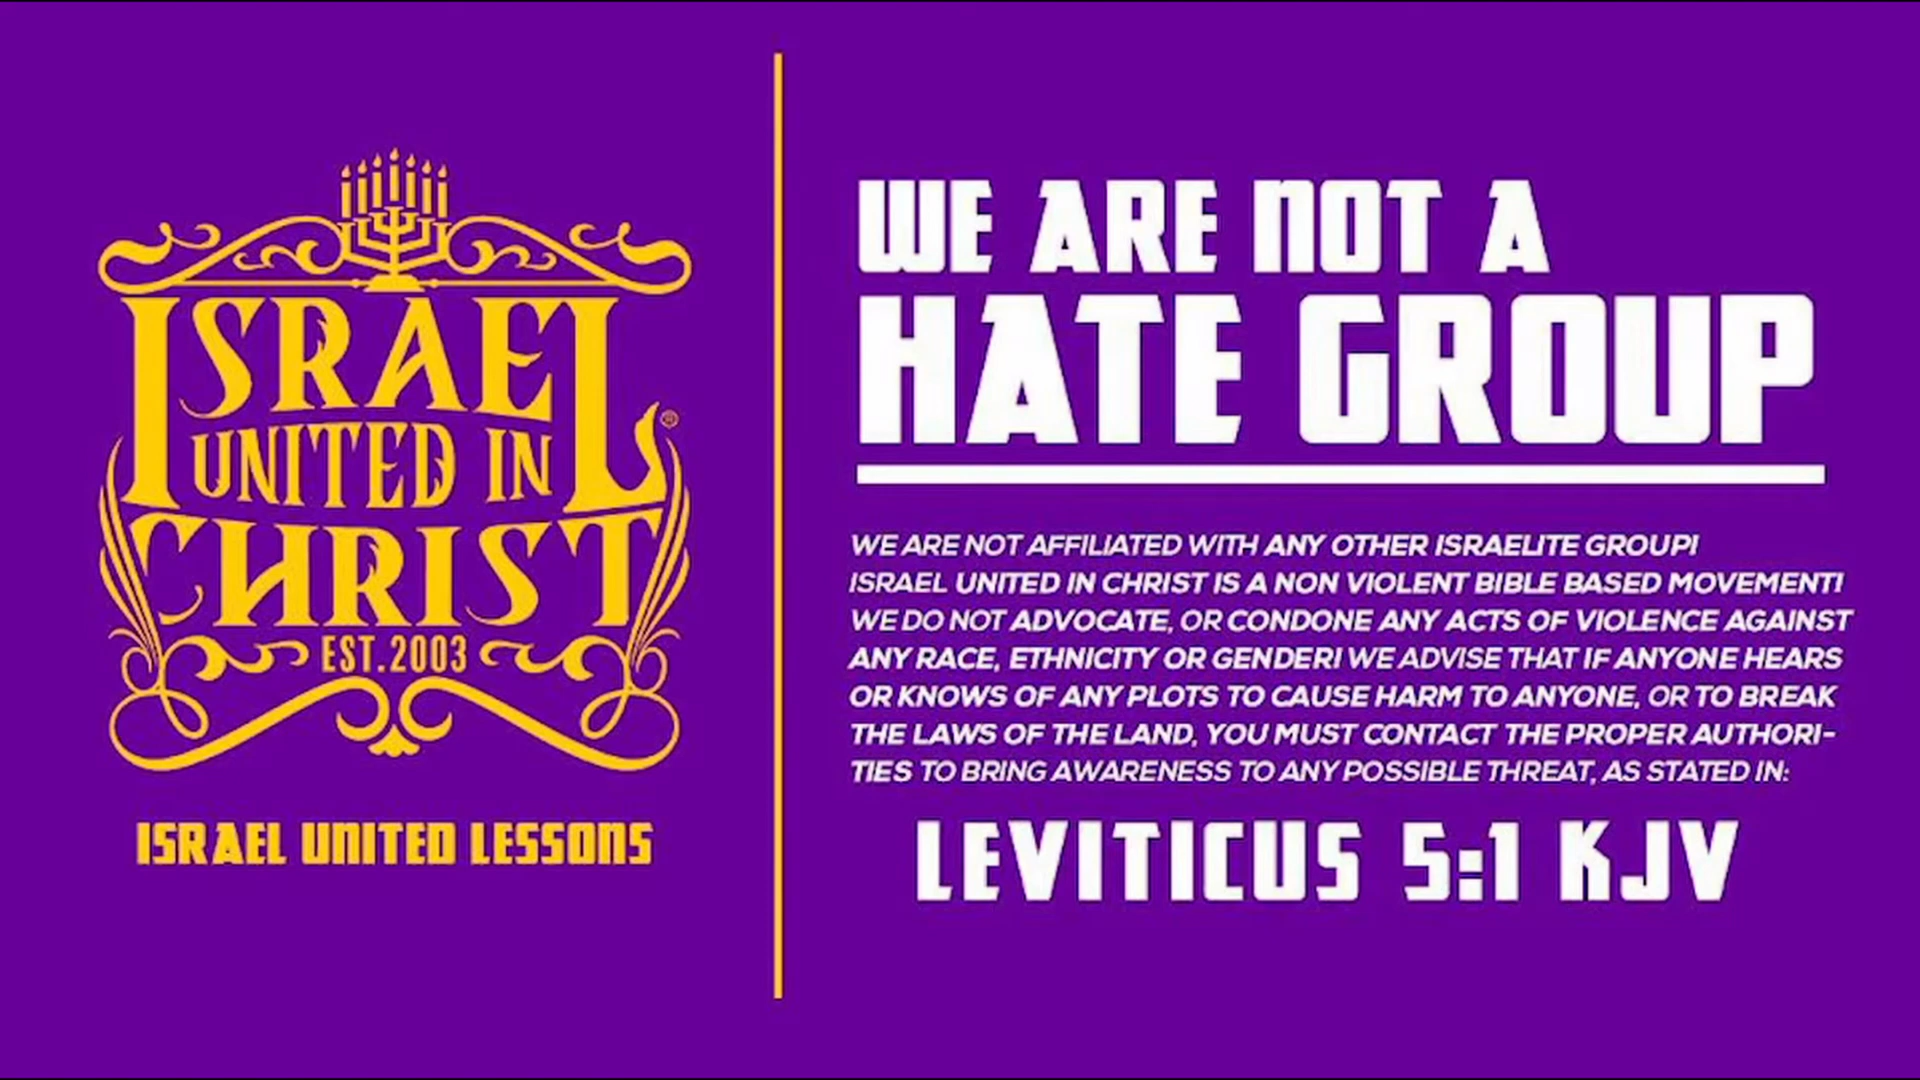 ISRAEL
UNITED IN
CHRIST
®
EST.2003
ISRAEL UNITED LESSONS
WE ARE NOT A
HATE GROUP
WE ARE NOT AFFILIATED WITH ANY OTHER ISRAELITE GROUP!
ISRAEL UNITED IN CHRIST IS A NON VIOLENT BIBLE BASED MOVEMENT!
WE DO NOT ADVOCATE, OR CONDONE ANY ACTS OF VIOLENCE AGAINST
ANY RACE, ETHNICITY OR GENDER! WE ADVISE THAT IF ANYONE HEARS
OR KNOWS OF ANY PLOTS TO CAUSE HARM TO ANYONE, OR TO BREAK
THE LAWS OF THE LAND, YOU MUST CONTACT THE PROPER AUTHORI-
TIES TO BRING AWARENESS TO ANY POSSIBLE THREAT, AS STATED IN:
LEVITICUS 5:1 KJV